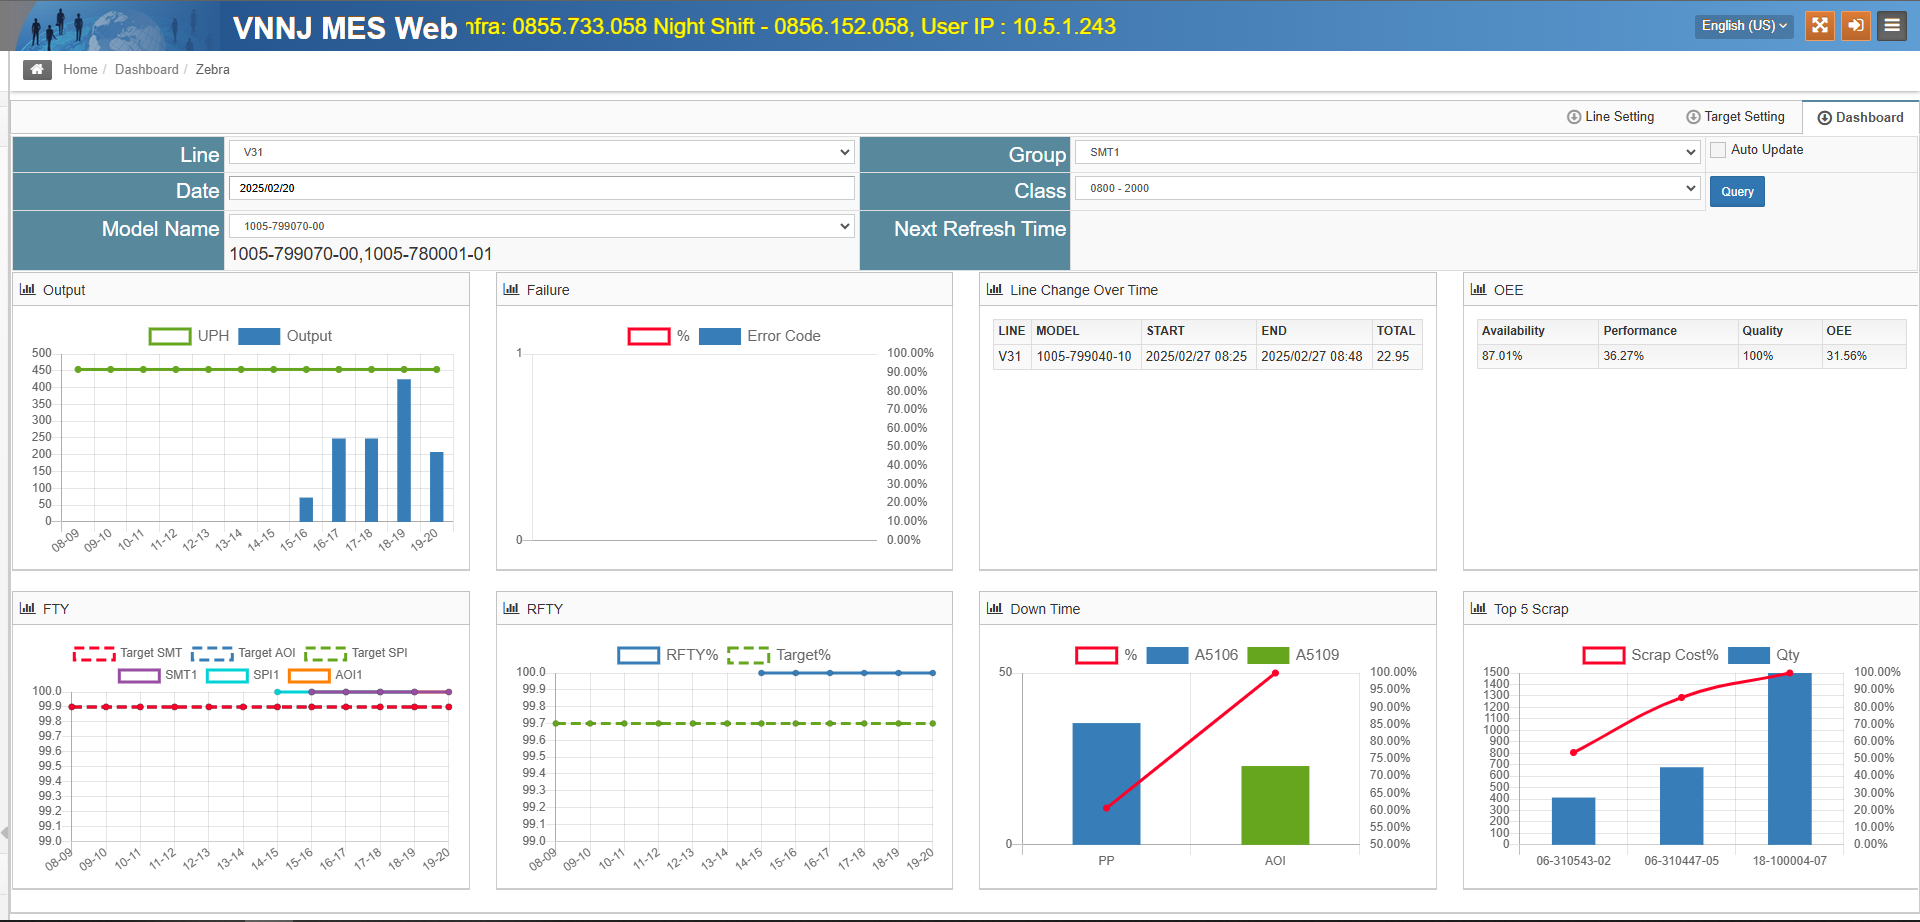 VNNJ MES Web nfra: 0855.733.058 Night Shift - 0856.152.058, User IP : 10.5.1.243 English (US)
Home / Dashboard / Zebra
Line Setting Target Setting Dashboard
Line V31 Group SMT1 Auto Update
Date 2025/02/20 Class 0800 - 2000 Query
Model Name 1005-799070-00 Next Refresh Time
1005-799070-00,1005-780001-01
Output
UPH Output
500
450
400
350
300
250
200
150
100
50
0
08-09 09-10 10-11 11-12 12-13 13-14 14-15 15-16 16-17 17-18 18-19 19-20
Failure
% Error Code
1
0
100.00%
90.00%
80.00%
70.00%
60.00%
50.00%
40.00%
30.00%
20.00%
10.00%
0.00%
Line Change Over Time
LINE MODEL START END TOTAL
V31 1005-799040-10 2025/02/27 08:25 2025/02/27 08:48 22.95
OEE
Availability Performance Quality OEE
87.01% 36.27% 100% 31.56%
FTY
Target SMT Target AOI Target SPI
SMT1 SPI1 AOI1
100.0
99.9
99.8
99.7
99.6
99.5
99.4
99.3
99.2
99.1
99.0
08-09 09-10 10-11 11-12 12-13 13-14 14-15 15-16 16-17 17-18 18-19 19-20
RFTY
RFTY% Target%
100.0
99.9
99.8
99.7
99.6
99.5
99.4
99.3
99.2
99.1
99.0
08-09 09-10 10-11 11-12 12-13 13-14 14-15 15-16 16-17 17-18 18-19 19-20
Down Time
% A5106 A5109
50
0
100.00%
95.00%
90.00%
85.00%
80.00%
75.00%
70.00%
65.00%
60.00%
55.00%
50.00%
PP AOI
Top 5 Scrap
Scrap Cost% Qty
1500
1400
1300
1200
1100
1000
900
800
700
600
500
400
300
200
100
0
100.00%
90.00%
80.00%
70.00%
60.00%
50.00%
40.00%
30.00%
20.00%
10.00%
0.00%
06-310543-02 06-310447-05 18-100004-07